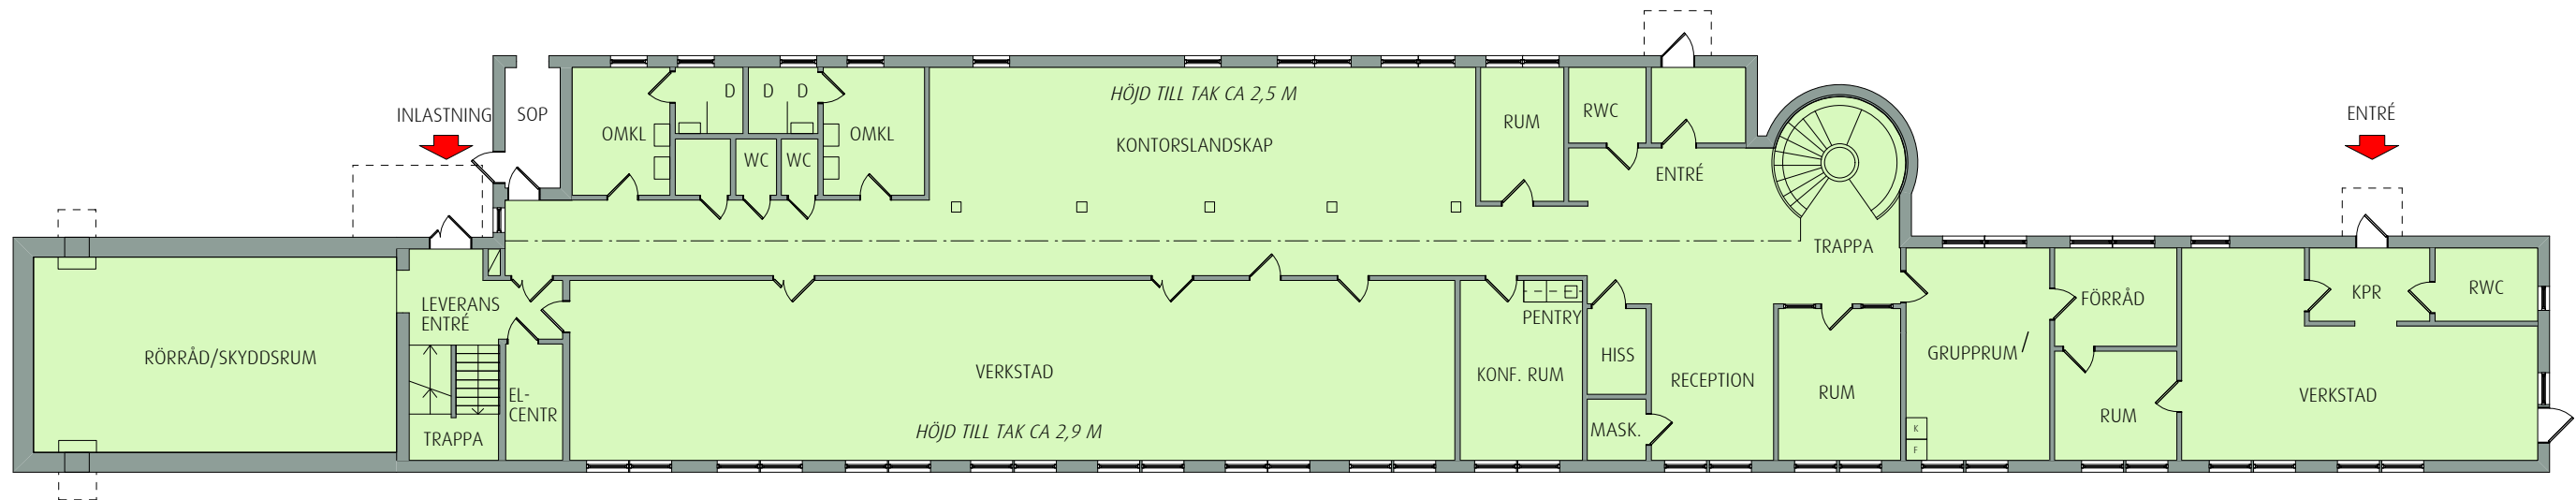 INLASTNING
SOP
OMKL
D
D
D
WC
WC
OMKL
HÖJD TILL TAK CA 2,5 M
KONTORSLANDSKAP
RUM
RWC
ENTRÉ
TRAPPA
ENTRÉ
RÖRRÅD/SKYDDSRUM
LEVERANS
ENTRÉ
TRAPPA
EL-
CENTR
VERKSTAD
HÖJD TILL TAK CA 2,9 M
PENTRY
KONF. RUM
HISS
MASK.
RECEPTION
RUM
GRUPPRUM
K
F
FÖRRÅD
RUM
KPR
RWC
VERKSTAD